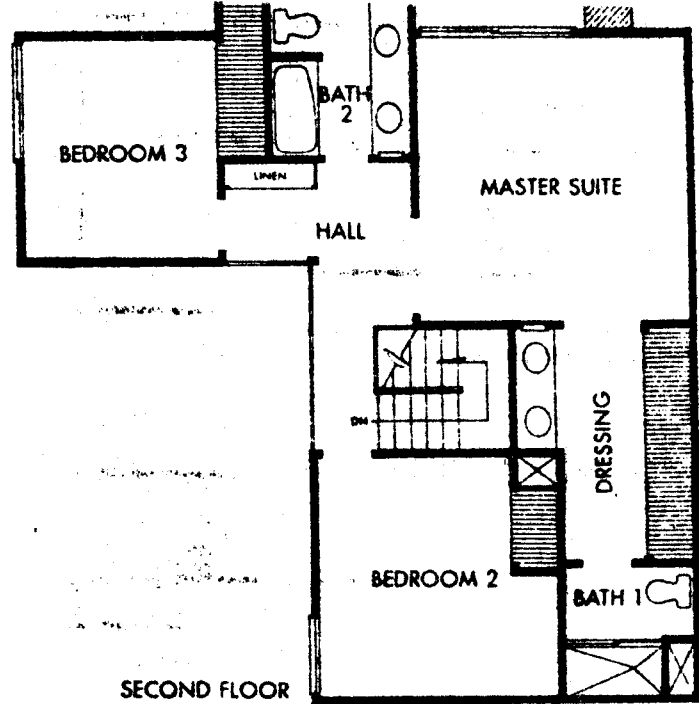 BATH
2
BEDROOM 3
LINEN
MASTER SUITE
HALL
DN
DRESSING
BEDROOM 2
BATH 1
SECOND FLOOR